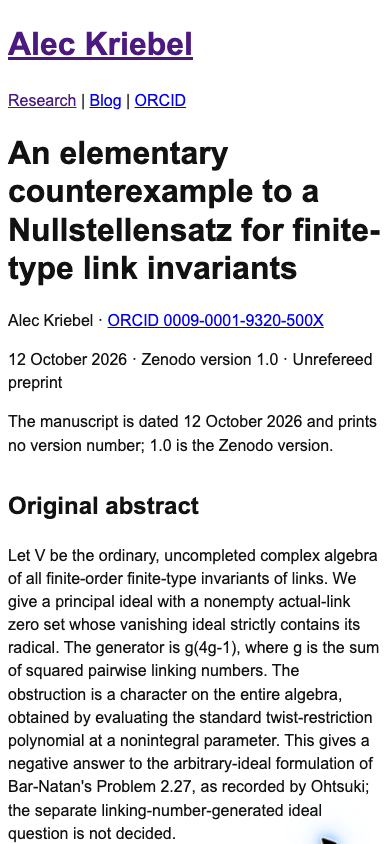 Alec Kriebel
Research | Blog | ORCID
An elementary
counterexample to a
Nullstellensatz for finite-
type link invariants
Alec Kriebel · ORCID 0009-0001-9320-500X
12 October 2026 · Zenodo version 1.0 · Unrefereed
preprint
The manuscript is dated 12 October 2026 and prints
no version number; 1.0 is the Zenodo version.
Original abstract
Let V be the ordinary, uncompleted complex algebra
of all finite-order finite-type invariants of links. We
give a principal ideal with a nonempty actual-link
zero set whose vanishing ideal strictly contains its
radical. The generator is g(4g-1), where g is the sum
of squared pairwise linking numbers. The
obstruction is a character on the entire algebra,
obtained by evaluating the standard twist-restriction
polynomial at a nonintegral parameter. This gives a
negative answer to the arbitrary-ideal formulation of
Bar-Natan's Problem 2.27, as recorded by Ohtsuki;
the separate linking-number-generated ideal
question is not decided.